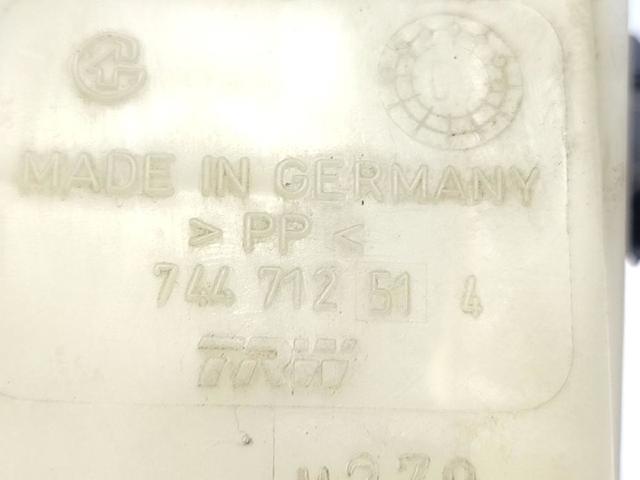 MADE IN GERMANY
> PP <
744 712 51 4
TRW